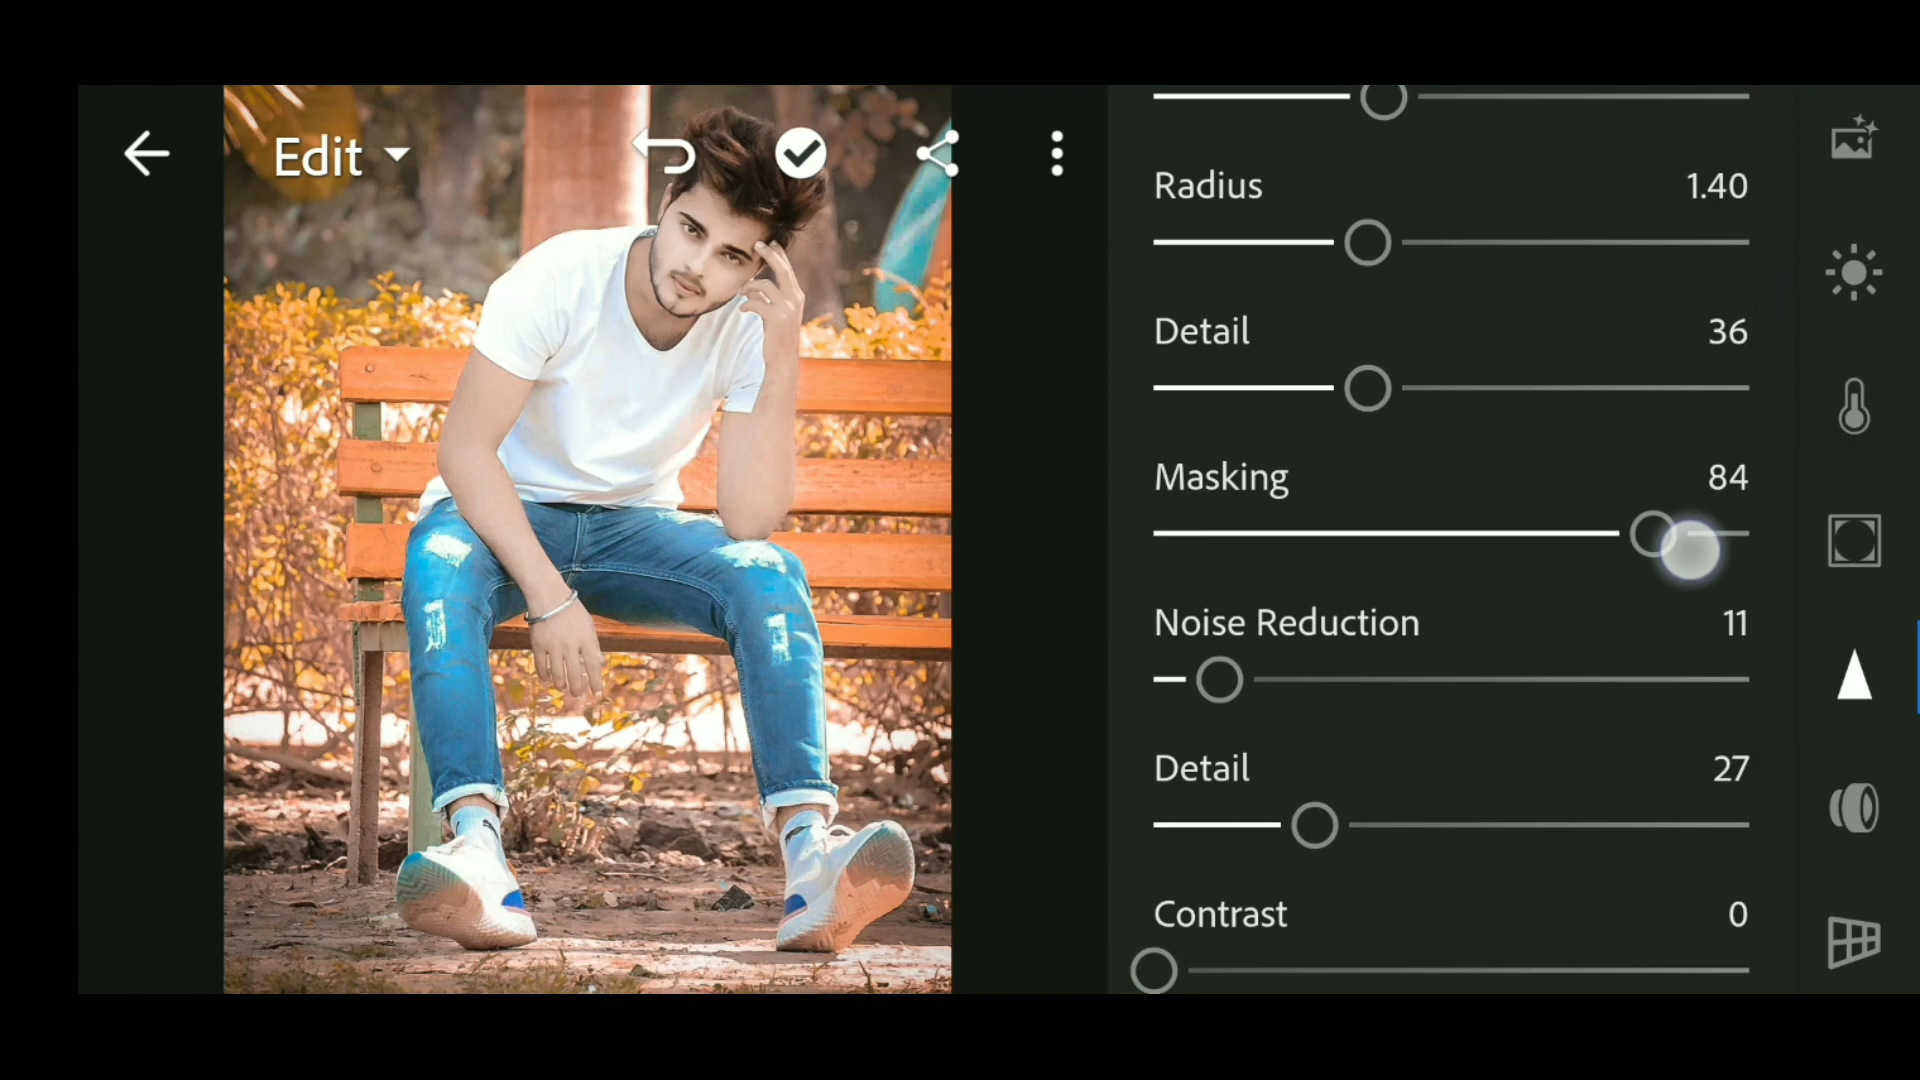 Edit
Radius 1.40
Detail 36
Masking 84
Noise Reduction 11
Detail 27
Contrast 0